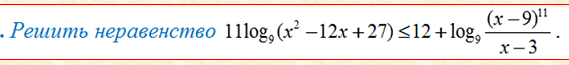 . Решить неравенство 11log₉(x² −12x + 27) ≤ 12 + log₉ (x − 9)¹¹ / (x − 3) .